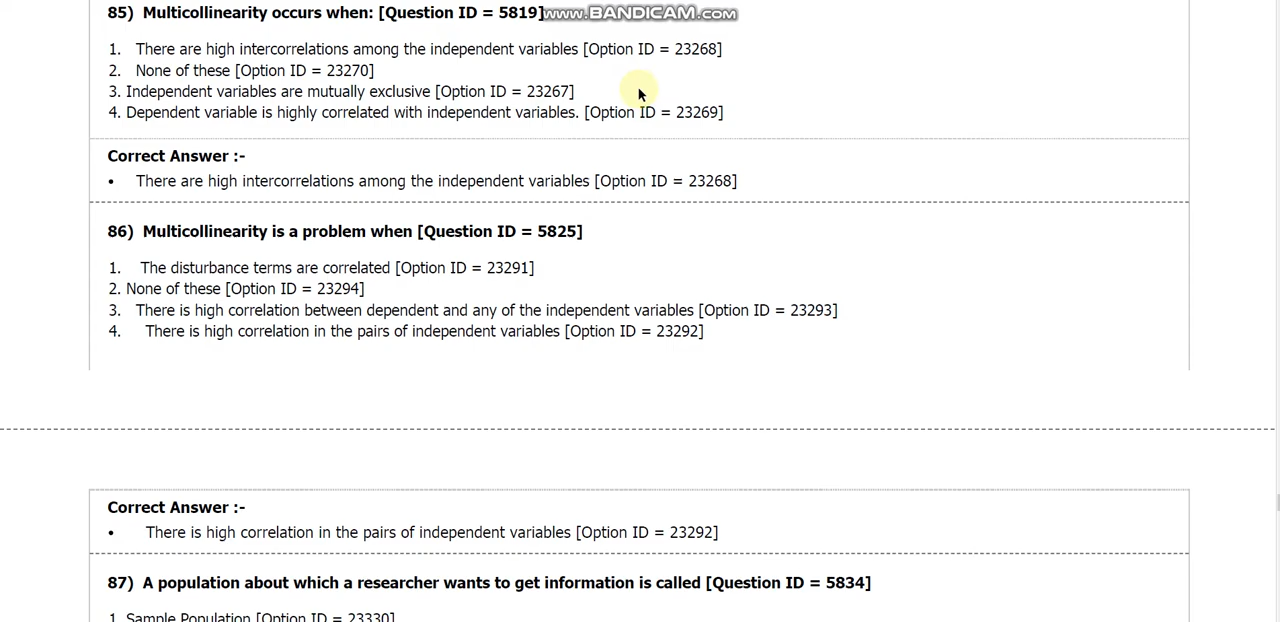 85) Multicollinearity occurs when: [Question ID = 5819]
www.BANDICAM.com
1. There are high intercorrelations among the independent variables [Option ID = 23268]
2. None of these [Option ID = 23270]
3. Independent variables are mutually exclusive [Option ID = 23267]
4. Dependent variable is highly correlated with independent variables. [Option ID = 23269]
Correct Answer :-
• There are high intercorrelations among the independent variables [Option ID = 23268]
86) Multicollinearity is a problem when [Question ID = 5825]
1. The disturbance terms are correlated [Option ID = 23291]
2. None of these [Option ID = 23294]
3. There is high correlation between dependent and any of the independent variables [Option ID = 23293]
4. There is high correlation in the pairs of independent variables [Option ID = 23292]
Correct Answer :-
• There is high correlation in the pairs of independent variables [Option ID = 23292]
87) A population about which a researcher wants to get information is called [Question ID = 5834]
1. Sample Population [Option ID = 23330]